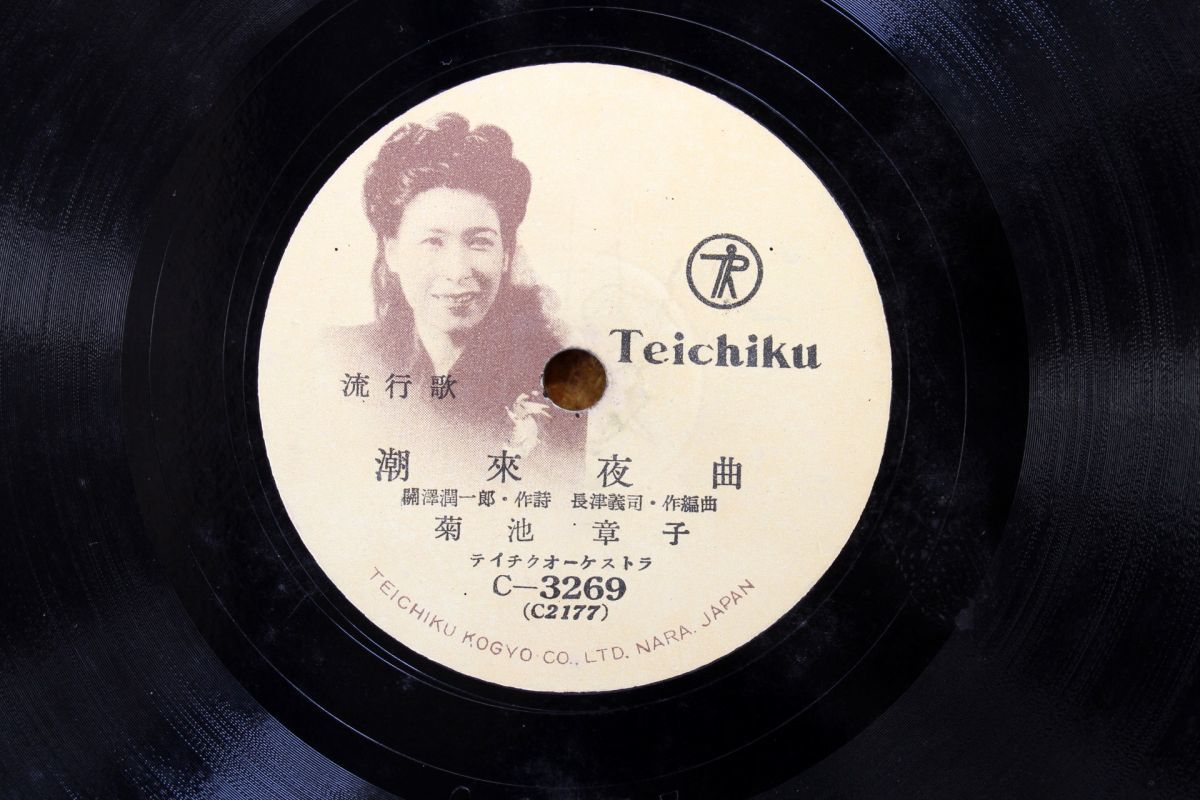 Teichiku
流行歌
潮來夜曲
關澤潤一郎・作詩 長津義司・作編曲
菊池章子
テイチクオーケストラ
C-3269
(C2177)
TEICHIKU KOGYO CO., LTD. NARA. JAPAN